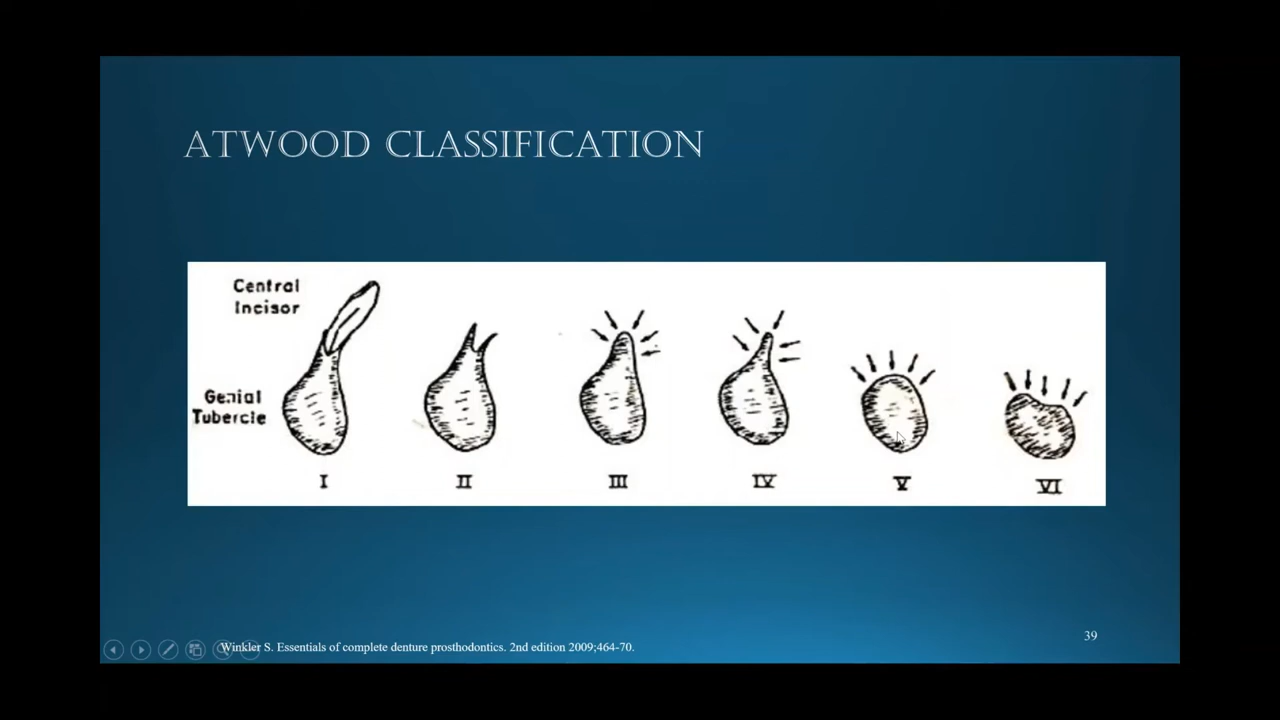 ATWOOD CLASSIFICATION
Central
Incisor
Genial
Tubercle
I
II
III
IV
V
VI
39
Winkler S. Essentials of complete denture prosthodontics. 2nd edition 2009;464-70.